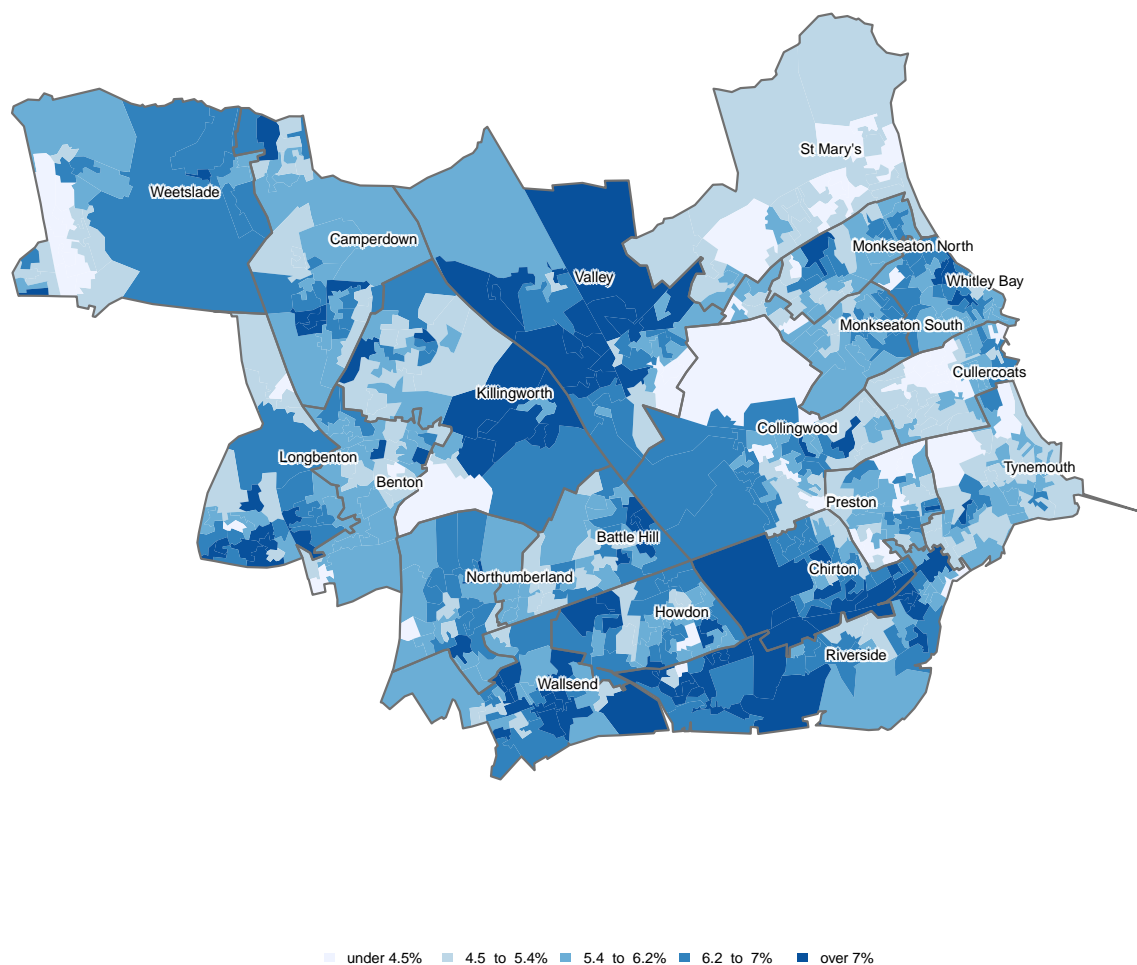 St Mary's
Weetslade
Camperdown
Monkseaton North
Valley
Whitley Bay
Monkseaton South
Cullercoats
Killingworth
Collingwood
Longbenton
Tynemouth
Benton
Preston
Battle Hill
Northumberland
Chirton
Howdon
Riverside
Wallsend
under 4.5% 4.5 to 5.4% 5.4 to 6.2% 6.2 to 7% over 7%